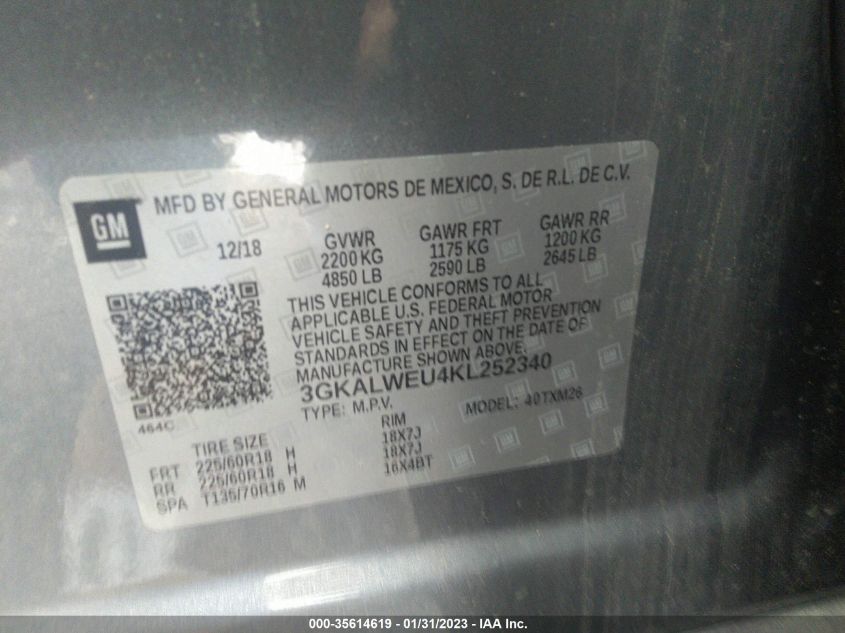 GM
MFD BY GENERAL MOTORS DE MEXICO, S. DE R.L. DE C.V.
12/18 GVWR GAWR FRT GAWR RR
2200 KG 1175 KG 1200 KG
4850 LB 2590 LB 2645 LB
THIS VEHICLE CONFORMS TO ALL
APPLICABLE U.S. FEDERAL MOTOR
VEHICLE SAFETY AND THEFT PREVENTION
STANDARDS IN EFFECT ON THE DATE OF
MANUFACTURE SHOWN ABOVE.
3GKALWEU4KL252340
TYPE: M.P.V. MODEL: 40TXM26
464C
TIRE SIZE RIM
FRT 225/60R18 H 18X7J
RR 225/60R18 H 18X7J
SPA T135/70R16 M 16X4BT
000-35614619 - 01/31/2023 - IAA Inc.